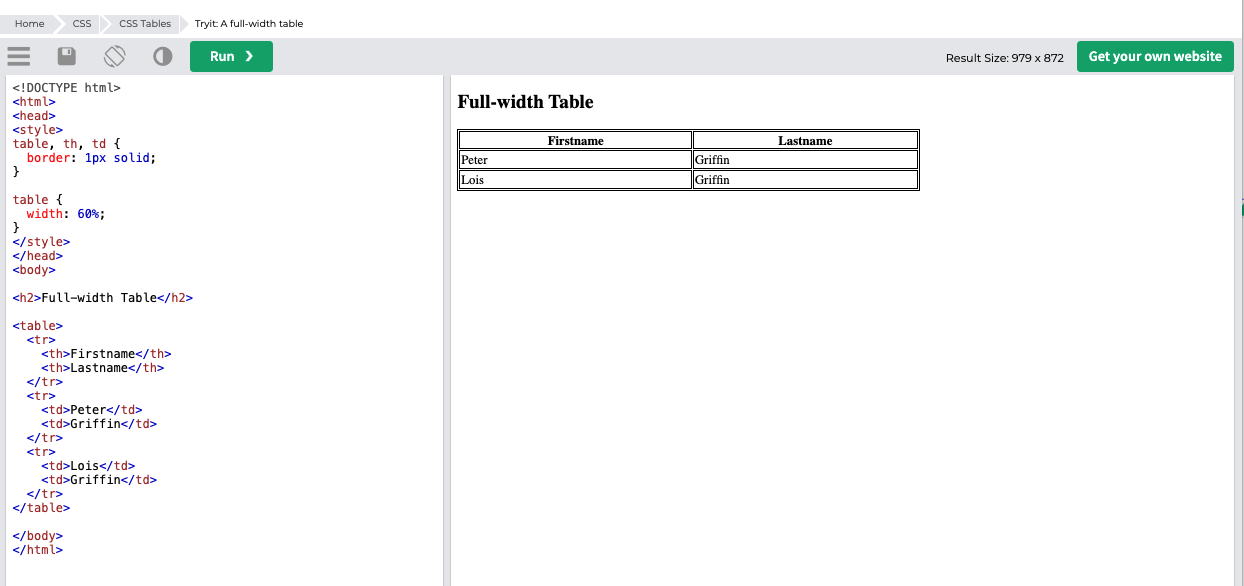 Home CSS CSS Tables Tryit: A full-width table
Run ❯ Result Size: 979 x 872 Get your own website
<!DOCTYPE html>
<html>
<head>
<style>
table, th, td {
  border: 1px solid;
}
table {
  width: 60%;
}
</style>
</head>
<body>
<h2>Full-width Table</h2>
<table>
  <tr>
    <th>Firstname</th>
    <th>Lastname</th>
  </tr>
  <tr>
    <td>Peter</td>
    <td>Griffin</td>
  </tr>
  <tr>
    <td>Lois</td>
    <td>Griffin</td>
  </tr>
</table>
</body>
</html>
Full-width Table
Firstname Lastname
Peter Griffin
Lois Griffin